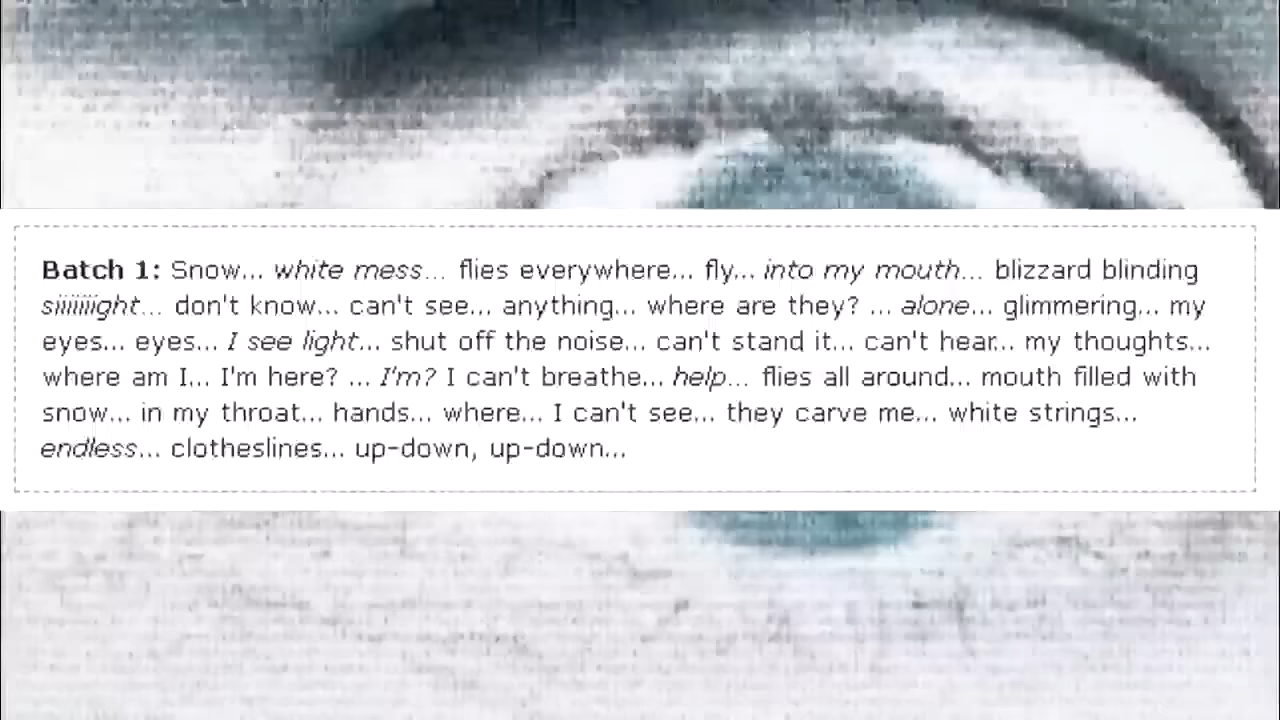 Batch 1: Snow... white mess... flies everywhere... fly... into my mouth... blizzard blinding
siiiiiiight... don't know... can't see... anything... where are they? ... alone... glimmering... my
eyes... eyes... I see light... shut off the noise... can't stand it... can't hear... my thoughts...
where am I... I'm here? ... I'm? I can't breathe... help... flies all around... mouth filled with
snow... in my throat... hands... where... I can't see... they carve me... white strings...
endless... clotheslines... up-down, up-down...